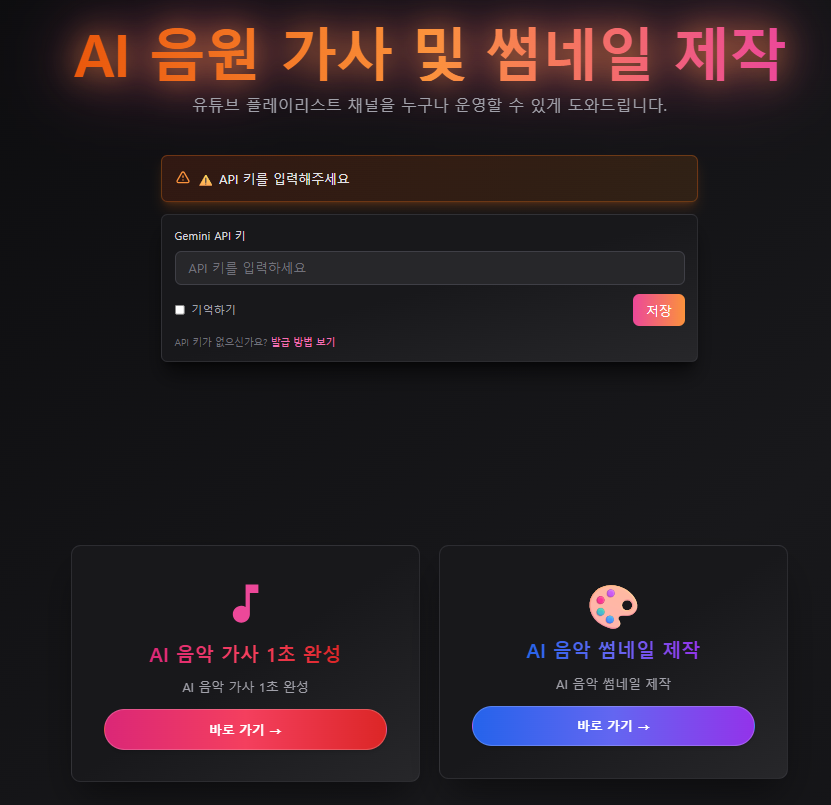 AI 음원 가사 및 썸네일 제작
유튜브 플레이리스트 채널을 누구나 운영할 수 있게 도와드립니다.
⚠️ API 키를 입력해주세요
Gemini API 키
API 키를 입력하세요
기억하기
저장
API 키가 없으신가요? 발급 방법 보기
AI 음악 가사 1초 완성
AI 음악 가사 1초 완성
바로 가기 →
AI 음악 썸네일 제작
AI 음악 썸네일 제작
바로 가기 →